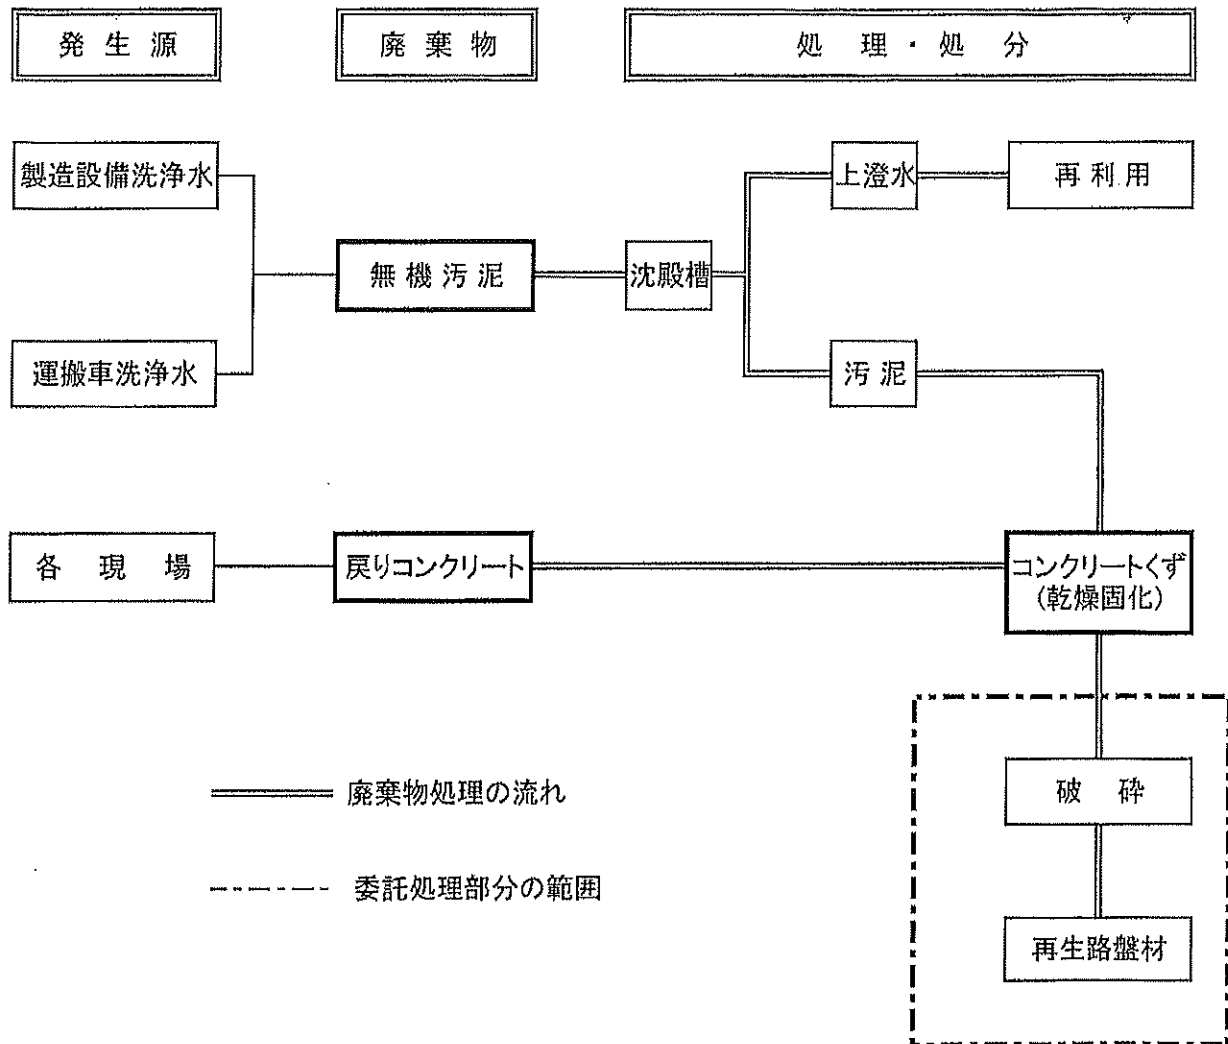 発生源
廃棄物
処理・処分
製造設備洗浄水
上澄水
再利用
無機汚泥
沈殿槽
運搬車洗浄水
汚泥
各現場
戻りコンクリート
コンクリートくず
(乾燥固化)
廃棄物処理の流れ
破砕
委託処理部分の範囲
再生路盤材